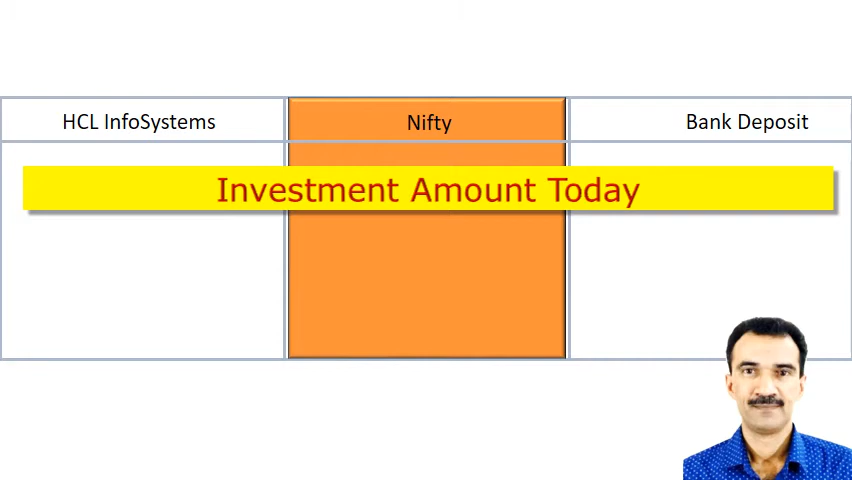 HCL InfoSystems
Nifty
Bank Deposit
Investment Amount Today